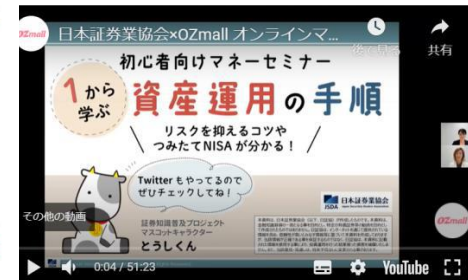 OZmall
日本証券業協会×OZmall オンラインマ...
後で見る
共有
初心者向けマネーセミナー
1から
学ぶ
資産運用の手順
リスクを抑えるコツや
つみたてNISAが分かる!
Twitterもやってるので
ぜひチェックしてね!
その他の動画
証券知識普及プロジェクト
マスコットキャラクター
とうしくん
JSDA
日本証券業協会
OZmall
0:04 / 51:23
YouTube